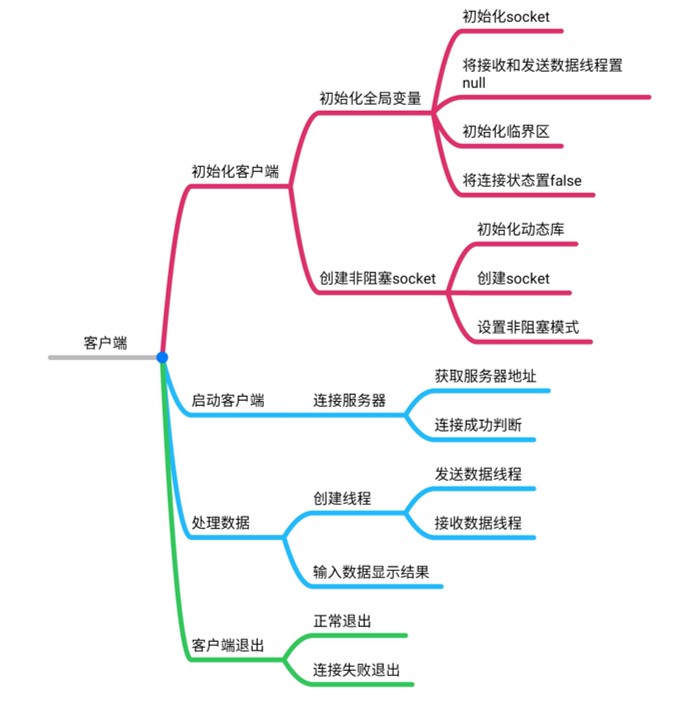 初始化socket
将接收和发送数据线程置
null
初始化全局变量
初始化临界区
将连接状态置false
初始化客户端
初始化动态库
创建非阻塞socket
创建socket
设置非阻塞模式
客户端
获取服务器地址
启动客户端
连接服务器
连接成功判断
发送数据线程
创建线程
处理数据
接收数据线程
输入数据显示结果
正常退出
客户端退出
连接失败退出